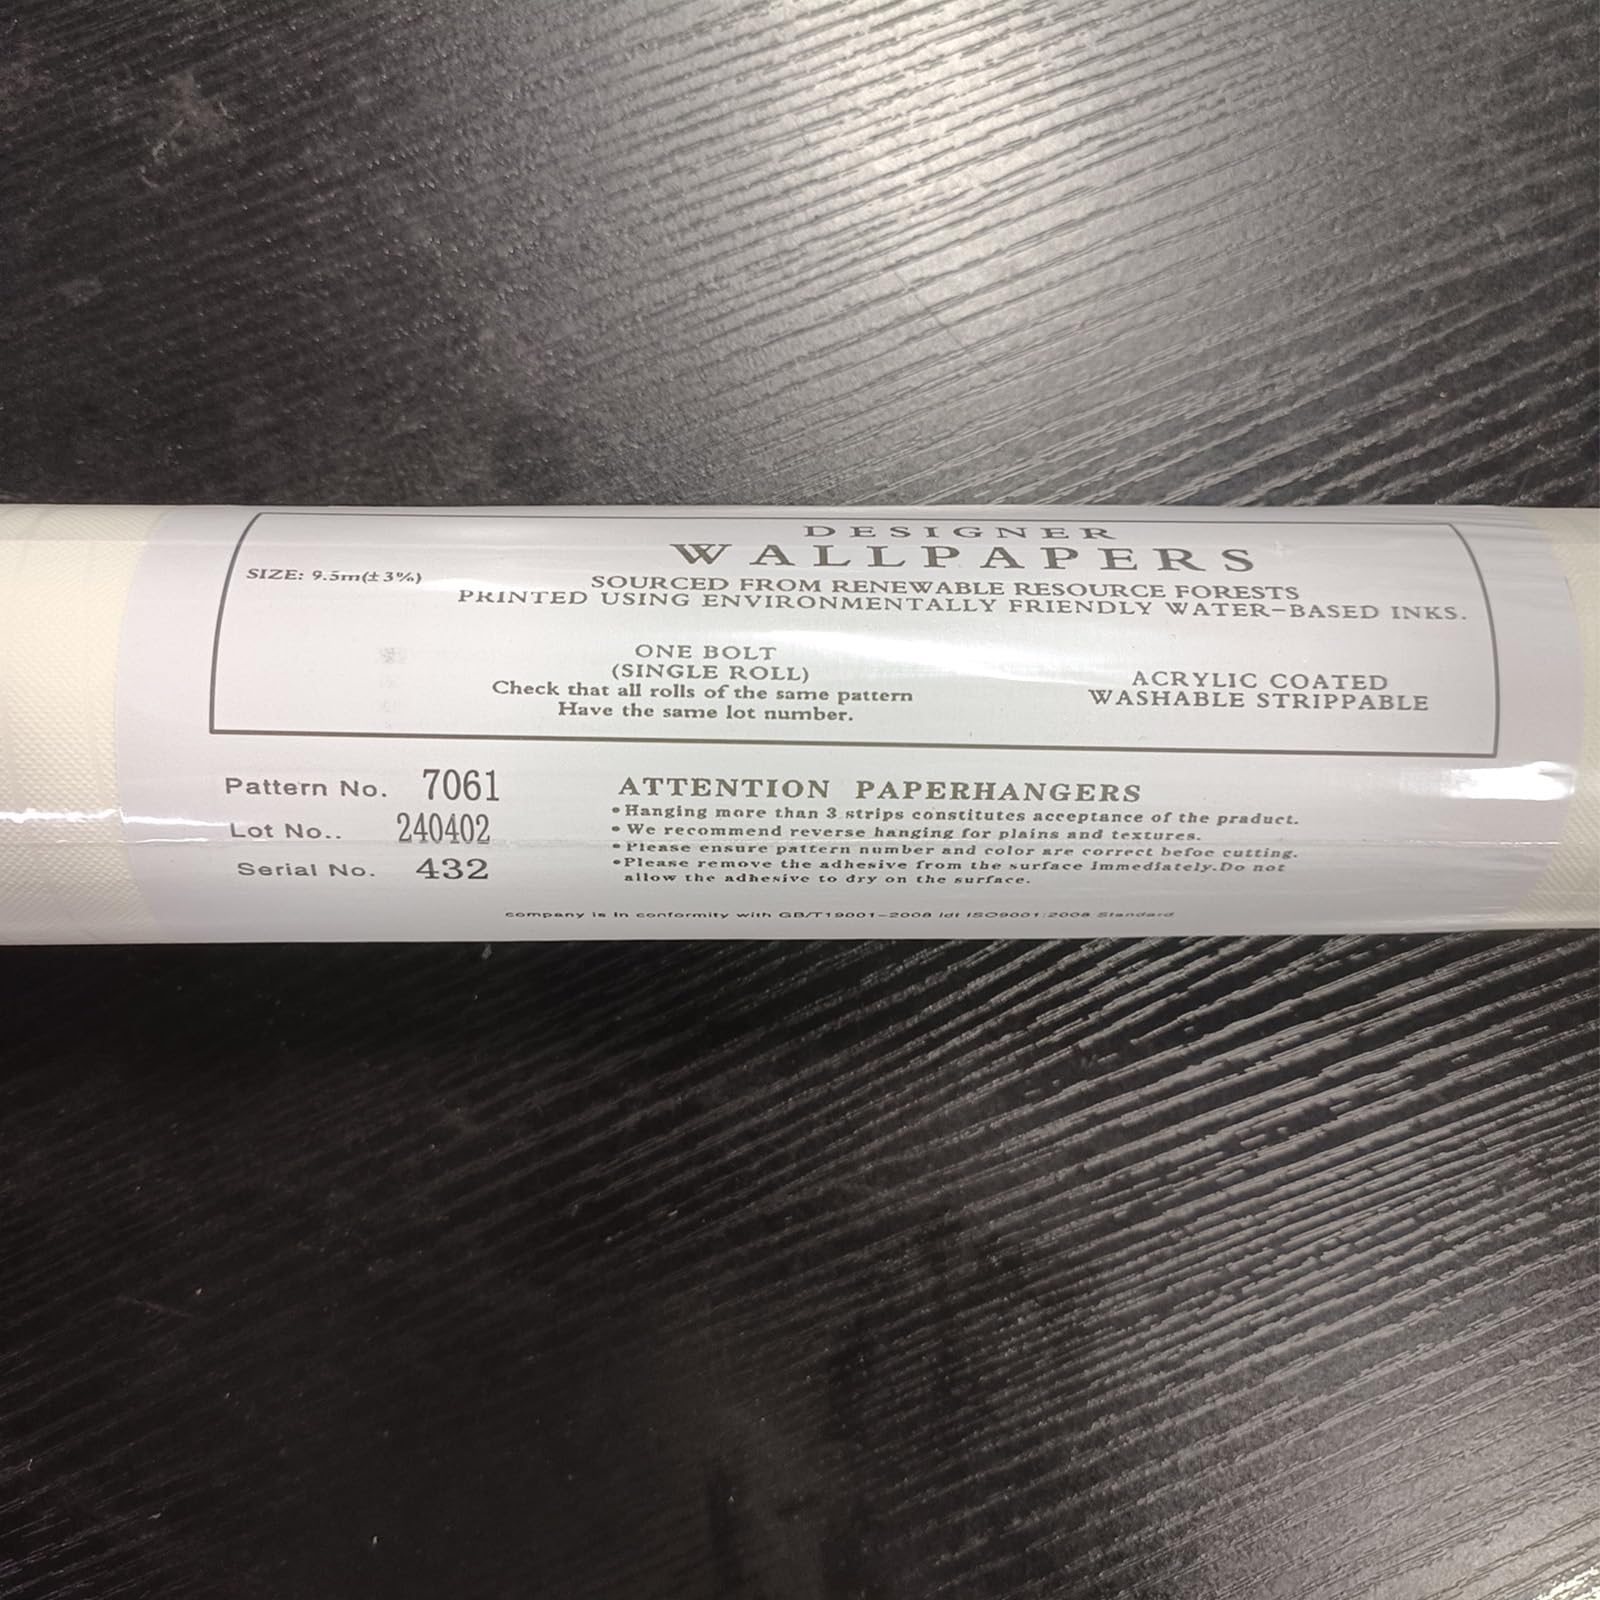 DESIGNER
WALLPAPERS
SIZE: 9.5m(±3%)
SOURCED FROM RENEWABLE RESOURCE FORESTS
PRINTED USING ENVIRONMENTALLY FRIENDLY WATER-BASED INKS.
ONE BOLT
(SINGLE ROLL)
Check that all rolls of the same pattern
Have the same lot number.
ACRYLIC COATED
WASHABLE STRIPPABLE
Pattern No. 7061
Lot No.. 240402
Serial No. 432
ATTENTION PAPERHANGERS
•Hanging more than 3 strips constitutes acceptance of the praduct.
•We recommend reverse hanging for plains and textures.
•Please ensure pattern number and color are correct befoe cutting.
•Please remove the adhesive from the surface immediately.Do not
allow the adhesive to dry on the surface.
company is in conformity with GB/T19001-2008 idt ISO9001:2008 Standard